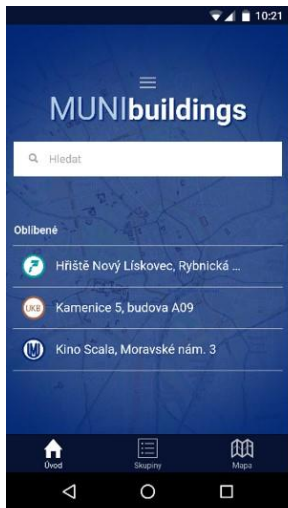 10:21
MUNIbuildings
Hledat
Oblíbené
Hřiště Nový Lískovec, Rybnická ...
UKB Kamenice 5, budova A09
Kino Scala, Moravské nám. 3
Úvod Skupiny Mapa